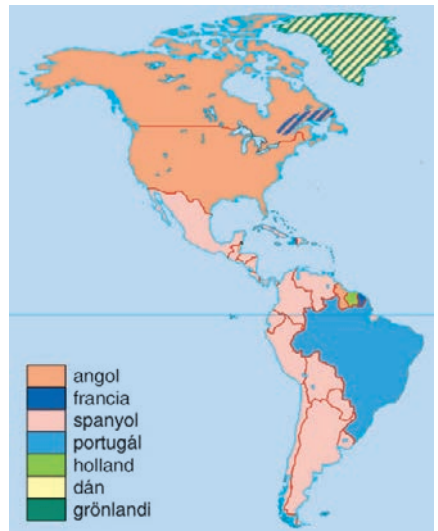 angol
francia
spanyol
portugál
holland
dán
grönlandi